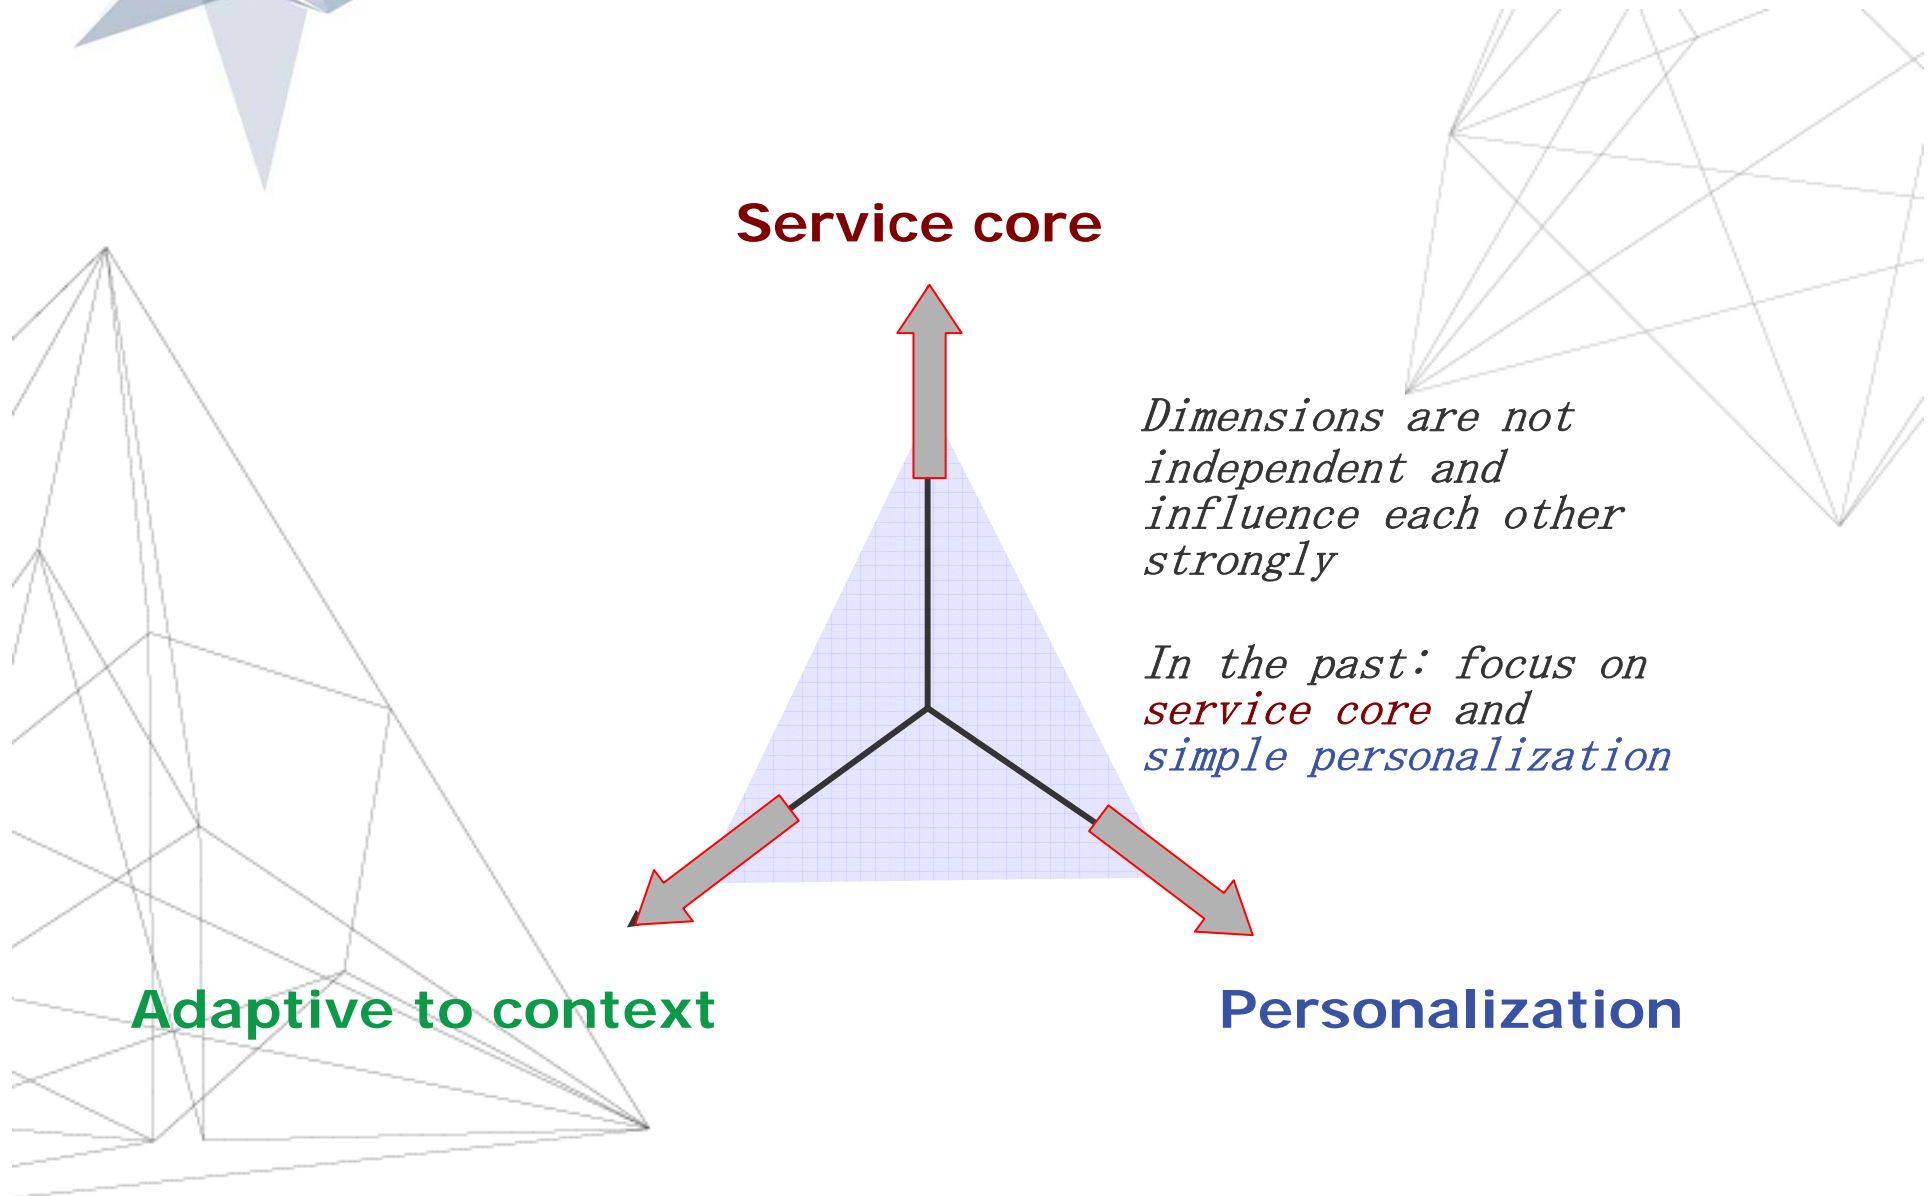 Service core
Dimensions are not
independent and
influence each other
strongly
In the past: focus on
service core and
simple personalization
Adaptive to context
Personalization